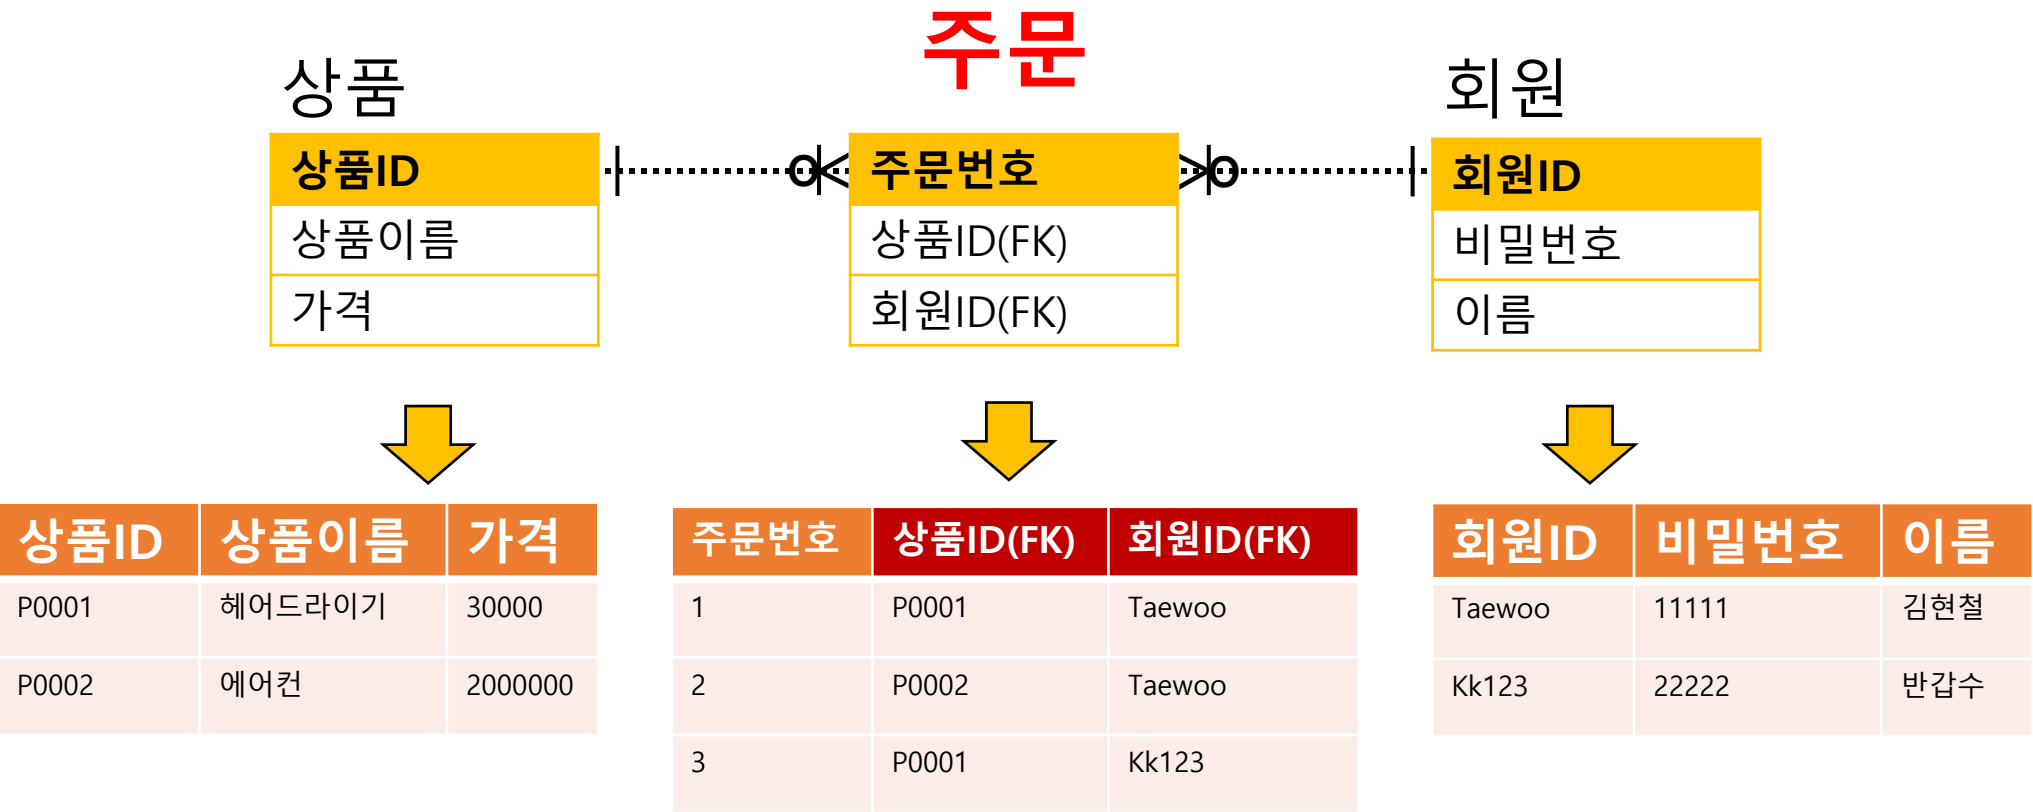 주문
상품
회원
상품ID
상품이름
가격
주문번호
상품ID(FK)
회원ID(FK)
회원ID
비밀번호
이름
상품ID 상품이름 가격
P0001 헤어드라이기 30000
P0002 에어컨 2000000
주문번호 상품ID(FK) 회원ID(FK)
1 P0001 Taewoo
2 P0002 Taewoo
3 P0001 Kk123
회원ID 비밀번호 이름
Taewoo 11111 김현철
Kk123 22222 반갑수